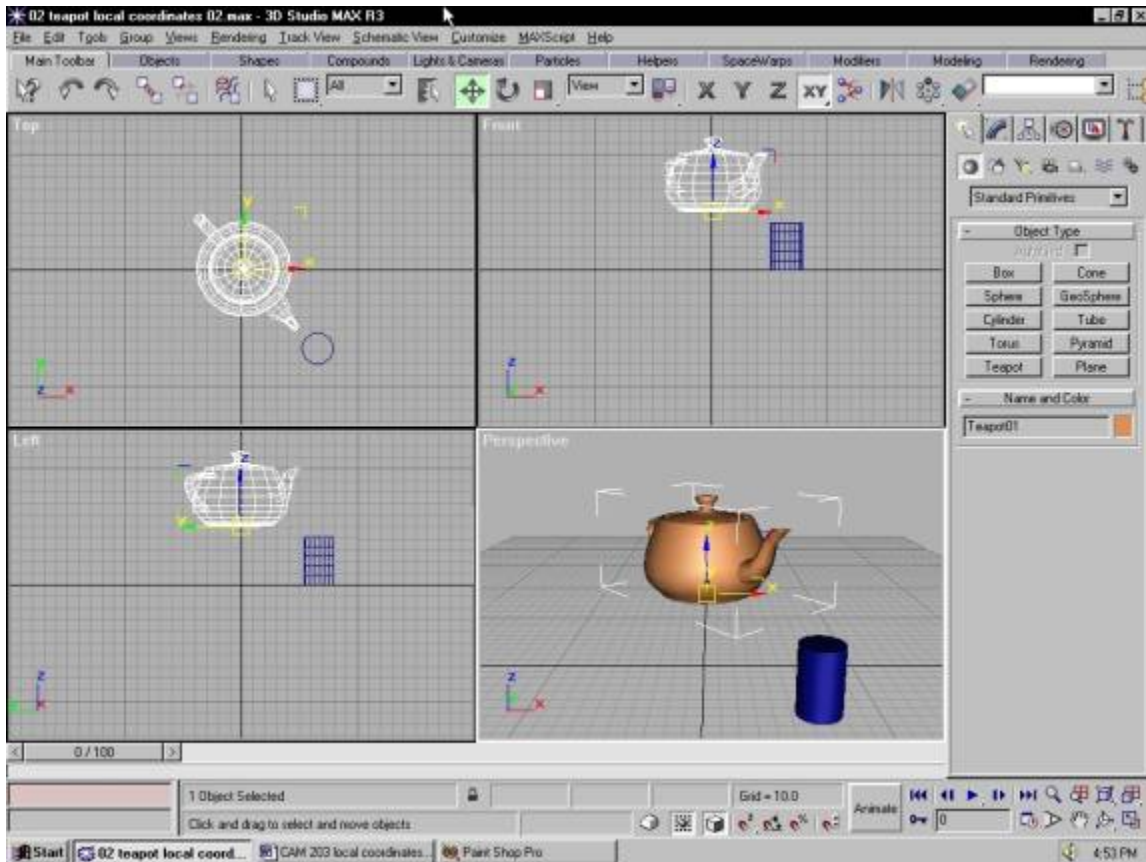 02 teapot local coordinates 02.max - 3D Studio MAX R3
File Edit Tools Group Views Rendering Track View Schematic View Customize MAXScript Help
Main Toolbar Objects Shapes Compounds Lights & Cameras Particles Helpers SpaceWarps Modifiers Modeling Rendering
All View X Y Z XY
Top
y
x
y
z x
Front
z
x
z
x
Standard Primitives
- Object Type
AutoGrid
Box Cone
Sphere GeoSphere
Cylinder Tube
Torus Pyramid
Teapot Plane
- Name and Color
Teapot01
Left
z
y
z
x
Perspective
z
x
z
x
< 0 / 100 >
1 Object Selected
Grid = 10.0
Animate
0
Click and drag to select and move objects
Start 02 teapot local coord... CAM 203 local coordinates... Paint Shop Pro 4:53 PM